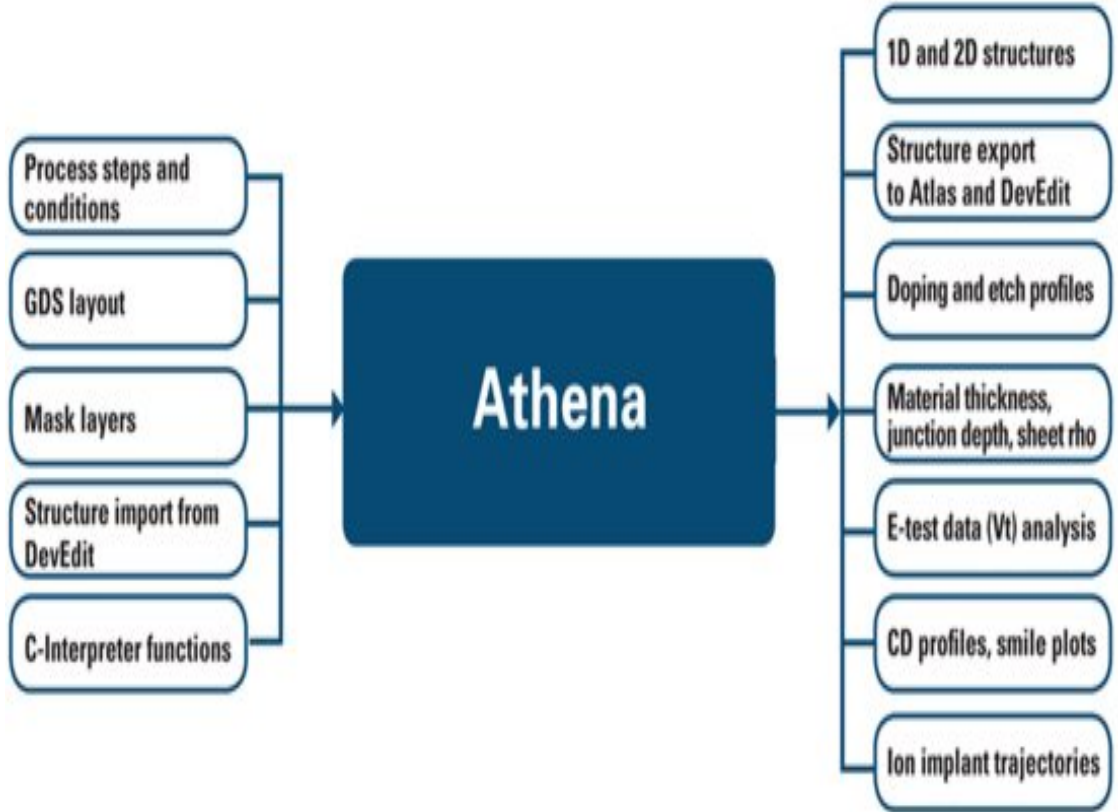 Process steps and
conditions
GDS layout
Mask layers
Structure import from
DevEdit
C-Interpreter functions
Athena
1D and 2D structures
Structure export
to Atlas and DevEdit
Doping and etch profiles
Material thickness,
junction depth, sheet rho
E-test data (Vt) analysis
CD profiles, smile plots
Ion implant trajectories